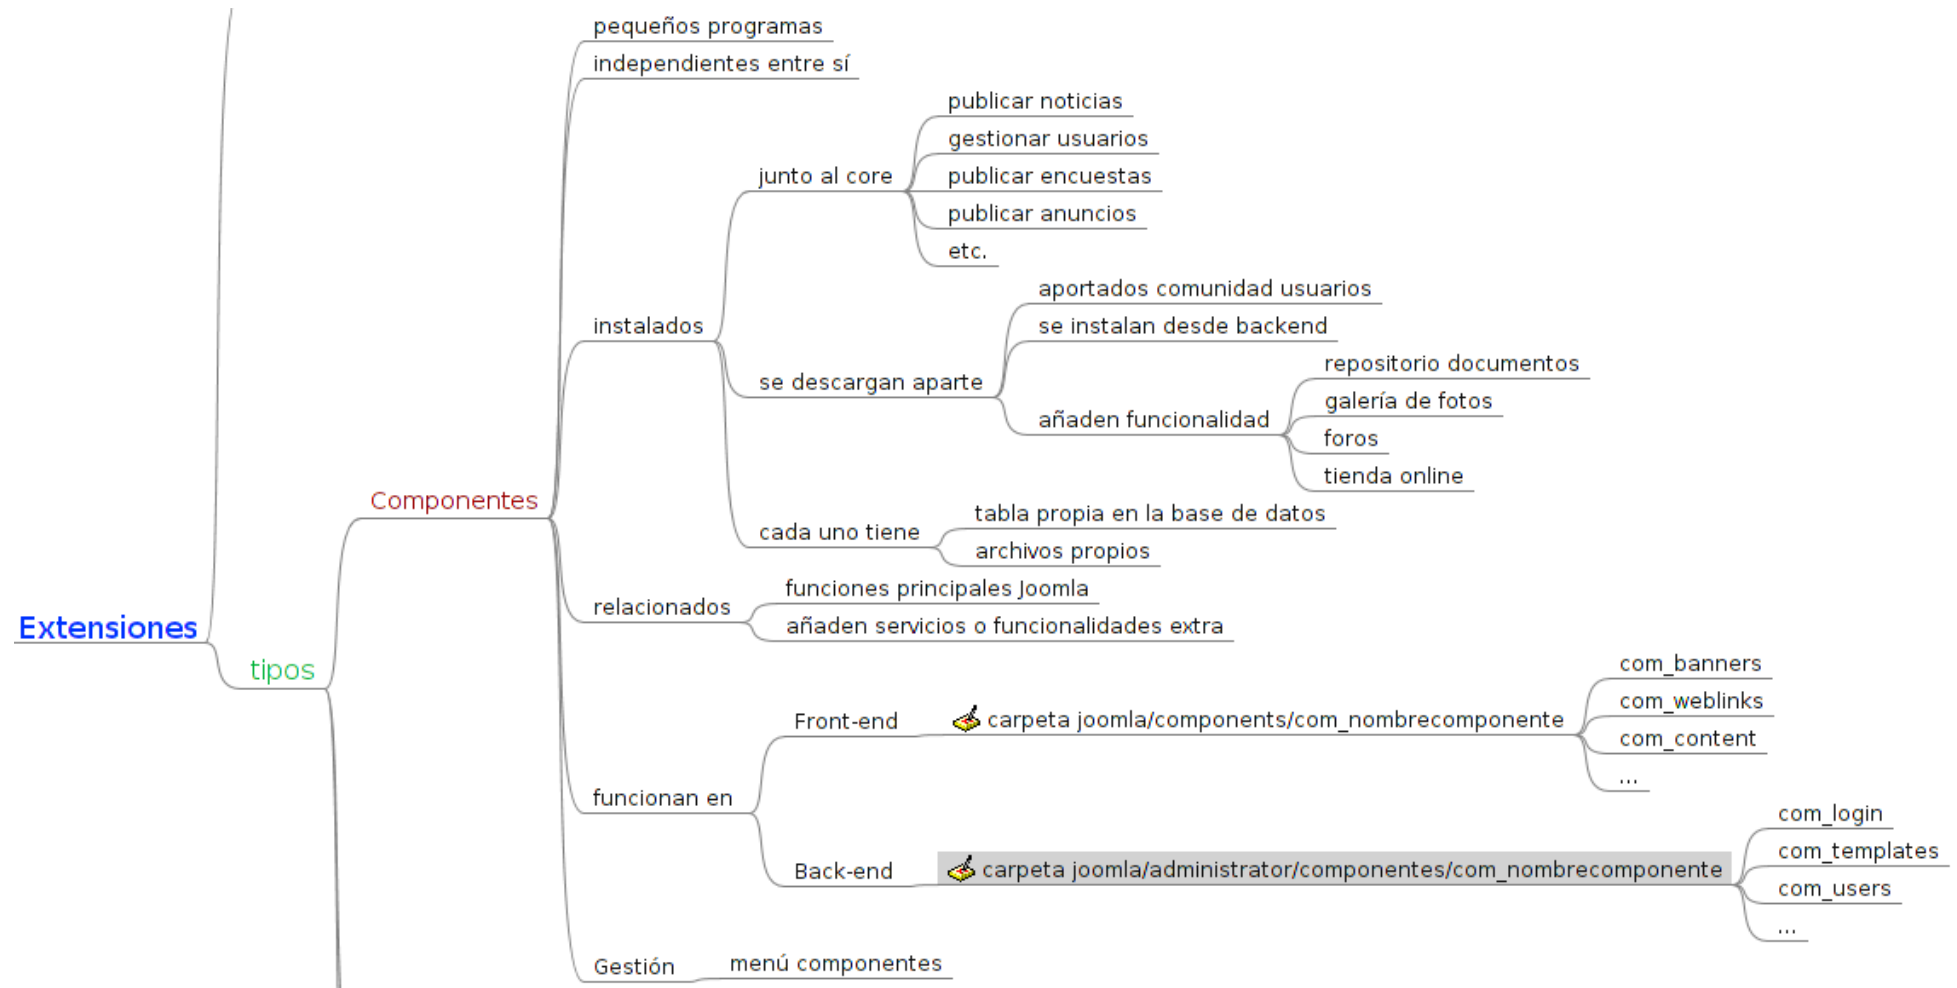 Extensiones
tipos
Componentes
pequeños programas
independientes entre sí
instalados
junto al core
publicar noticias
gestionar usuarios
publicar encuestas
publicar anuncios
etc.
se descargan aparte
aportados comunidad usuarios
se instalan desde backend
añaden funcionalidad
repositorio documentos
galería de fotos
foros
tienda online
cada uno tiene
tabla propia en la base de datos
archivos propios
relacionados
funciones principales Joomla
añaden servicios o funcionalidades extra
funcionan en
Front-end
carpeta joomla/components/com_nombrecomponente
com_banners
com_weblinks
com_content
...
Back-end
carpeta joomla/administrator/componentes/com_nombrecomponente
com_login
com_templates
com_users
...
Gestión
menú componentes